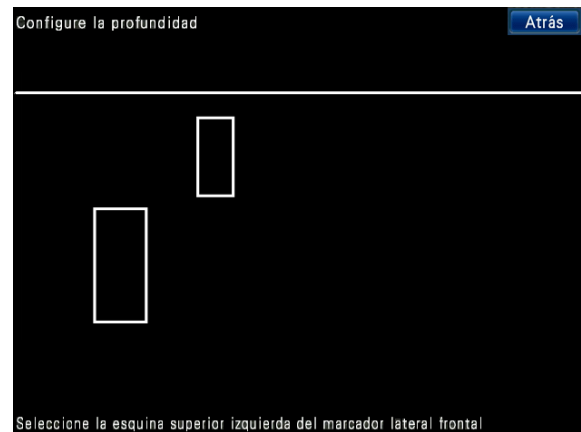 Configure la profundidad
Atrás
Seleccione la esquina superior izquierda del marcador lateral frontal